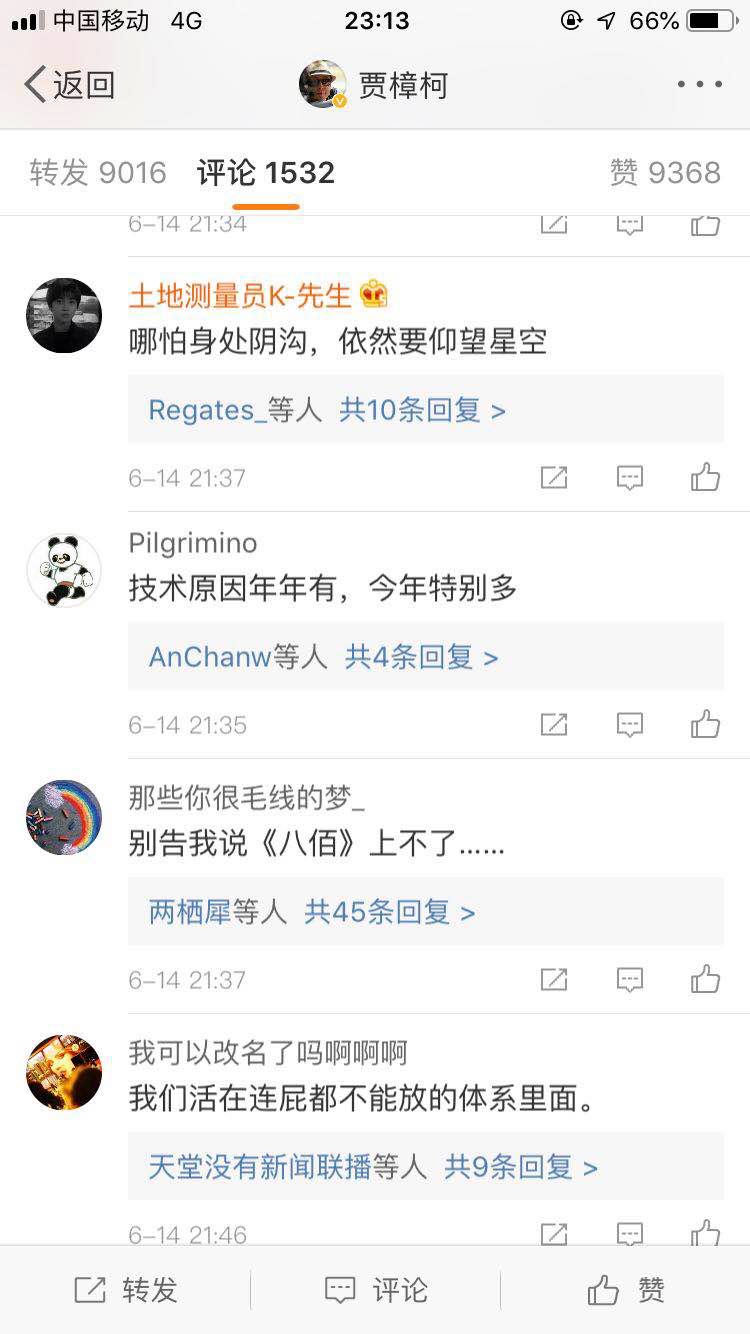 中国移动 4G 23:13 66%
返回 贾樟柯
转发 9016 评论 1532 赞 9368
6-14 21:34
土地测量员K-先生
哪怕身处阴沟，依然要仰望星空
Regates_等人 共10条回复 >
6-14 21:37
Pilgrimino
技术原因年年有，今年特别多
AnChanw等人 共4条回复 >
6-14 21:35
那些你很毛线的梦_
别告我说《八佰》上不了……
两栖犀等人 共45条回复 >
6-14 21:37
我可以改名了吗啊啊啊
我们活在连屁都不能放的体系里面。
天堂没有新闻联播等人 共9条回复 >
6-14 21:46
转发 评论 赞